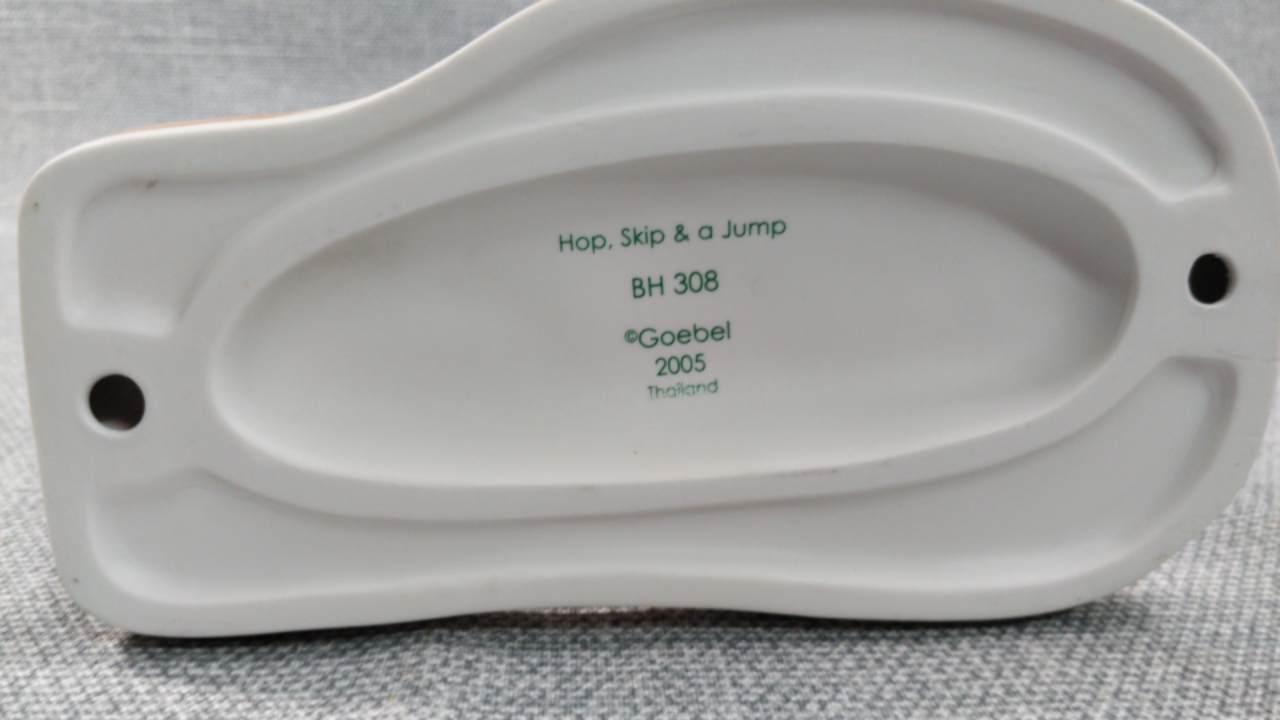 Hop, Skip & a Jump
BH 308
©Goebel
2005
Thailand